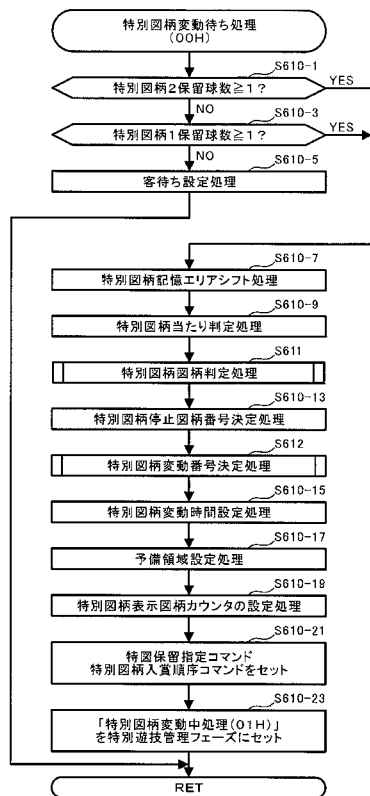 特別図柄変動待ち処理
(00H)
S610-1
特別図柄2保留球数≧1?
YES
NO
S610-3
特別図柄1保留球数≧1?
YES
NO
S610-5
客待ち設定処理
S610-7
特別図柄記憶エリアシフト処理
S610-9
特別図柄当たり判定処理
S611
特別図柄図柄判定処理
S610-13
特別図柄停止図柄番号決定処理
S612
特別図柄変動番号決定処理
S610-15
特別図柄変動時間設定処理
S610-17
予備領域設定処理
S610-19
特別図柄表示図柄カウンタの設定処理
S610-21
特図保留指定コマンド
特別図柄入賞順序コマンドをセット
S610-23
「特別図柄変動中処理(01H)」
を特別遊技管理フェーズにセット
RET